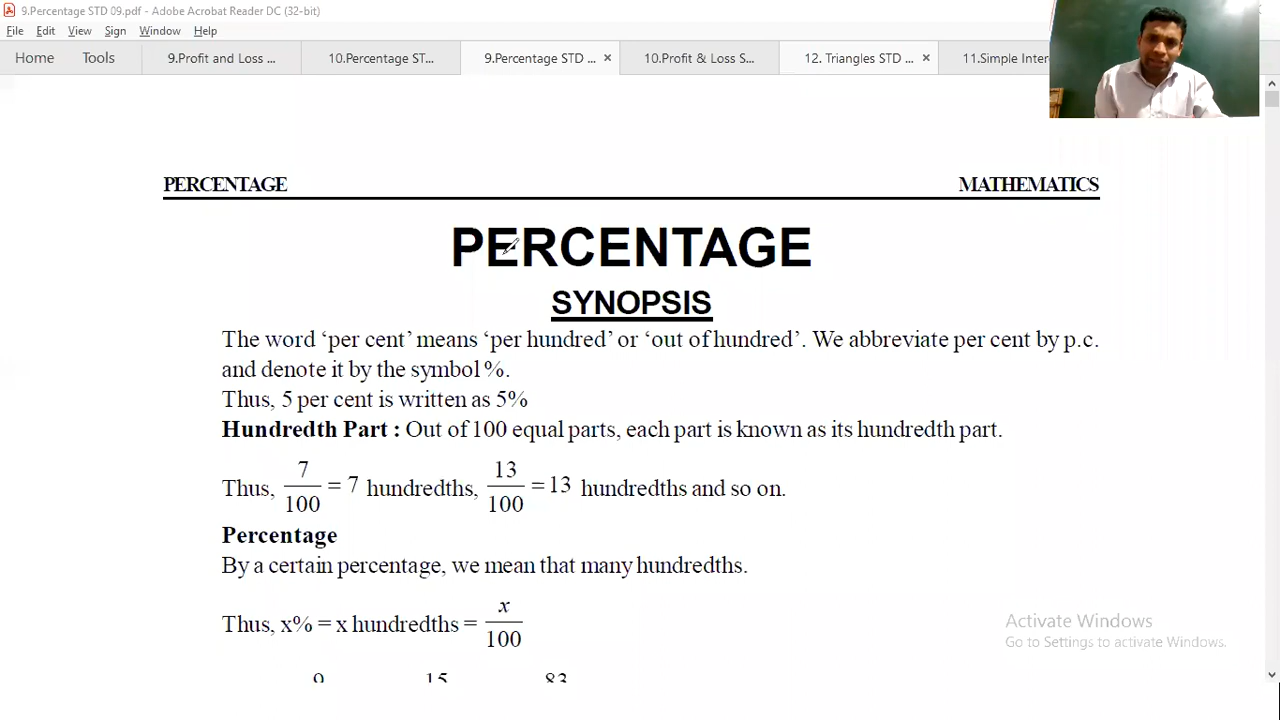 9.Percentage STD 09.pdf - Adobe Acrobat Reader DC (32-bit)
File Edit View Sign Window Help
Home Tools 9.Profit and Loss ... 10.Percentage ST... 9.Percentage STD ... × 10.Profit & Loss S... 12. Triangles STD ... × 11.Simple Inter
PERCENTAGE MATHEMATICS
PERCENTAGE
SYNOPSIS
The word ‘per cent’ means ‘per hundred’ or ‘out of hundred’. We abbreviate per cent by p.c.
and denote it by the symbol %.
Thus, 5 per cent is written as 5%
Hundredth Part : Out of 100 equal parts, each part is known as its hundredth part.
Thus, 7/100 = 7 hundredths, 13/100 = 13 hundredths and so on.
Percentage
By a certain percentage, we mean that many hundredths.
Thus, x% = x hundredths = x/100
9 15 83
Activate Windows
Go to Settings to activate Windows.